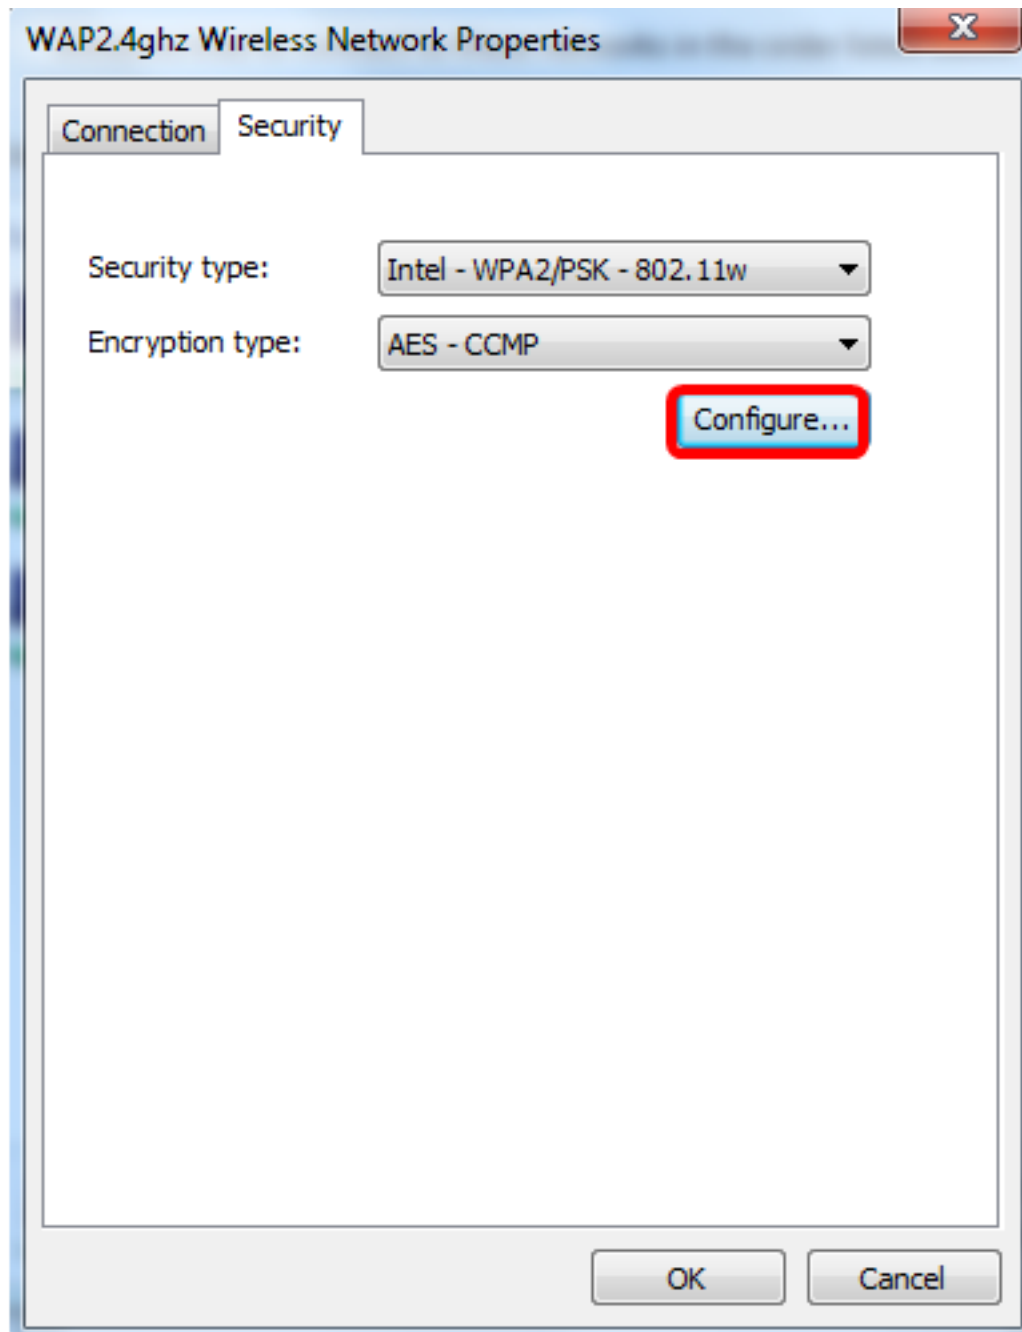 WAP2.4ghz Wireless Network Properties
Connection Security
Security type: Intel - WPA2/PSK - 802.11w
Encryption type: AES - CCMP
Configure...
OK Cancel